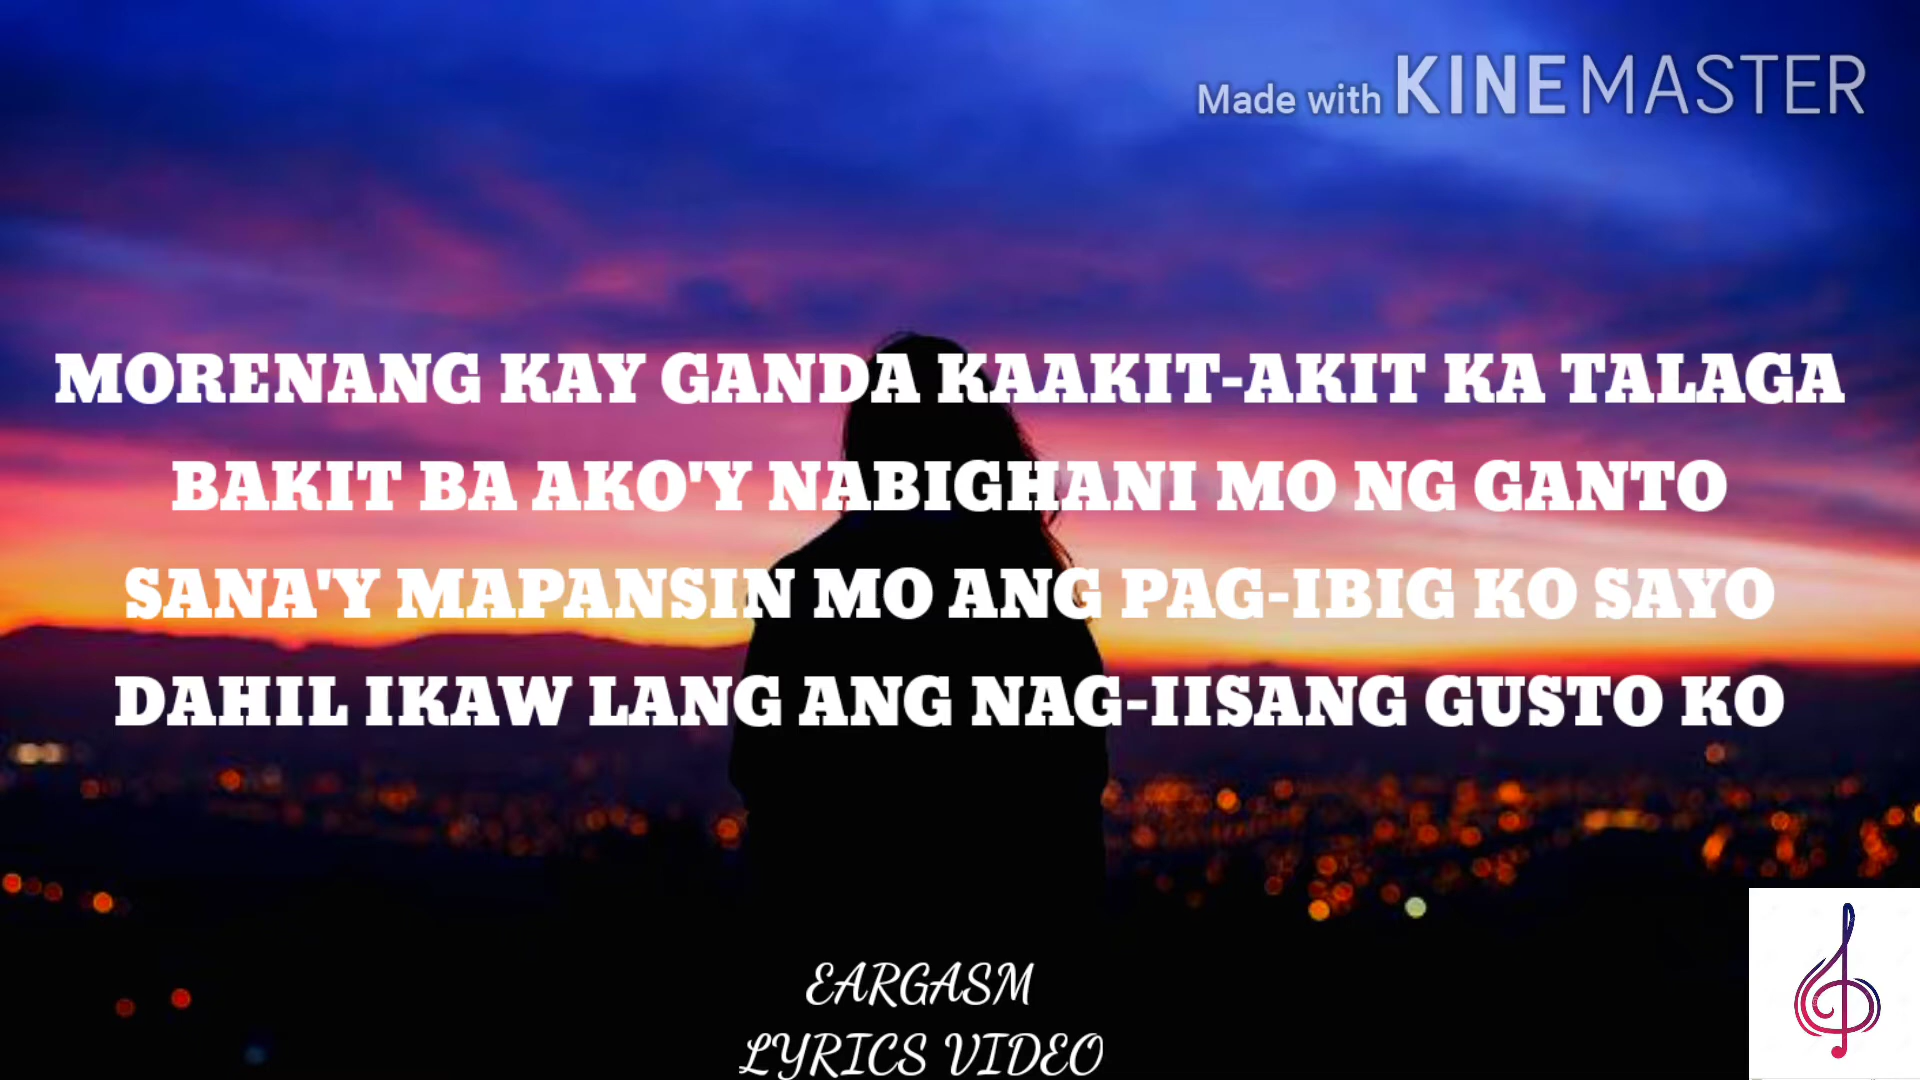 Made with KINEMASTER
MORENANG KAY GANDA KAAKIT-AKIT KA TALAGA
BAKIT BA AKO'Y NABIGHANI MO NG GANTO
SANA'Y MAPANSIN MO ANG PAG-IBIG KO SAYO
DAHIL IKAW LANG ANG NAG-IISANG GUSTO KO
EARGASM
LYRICS VIDEO